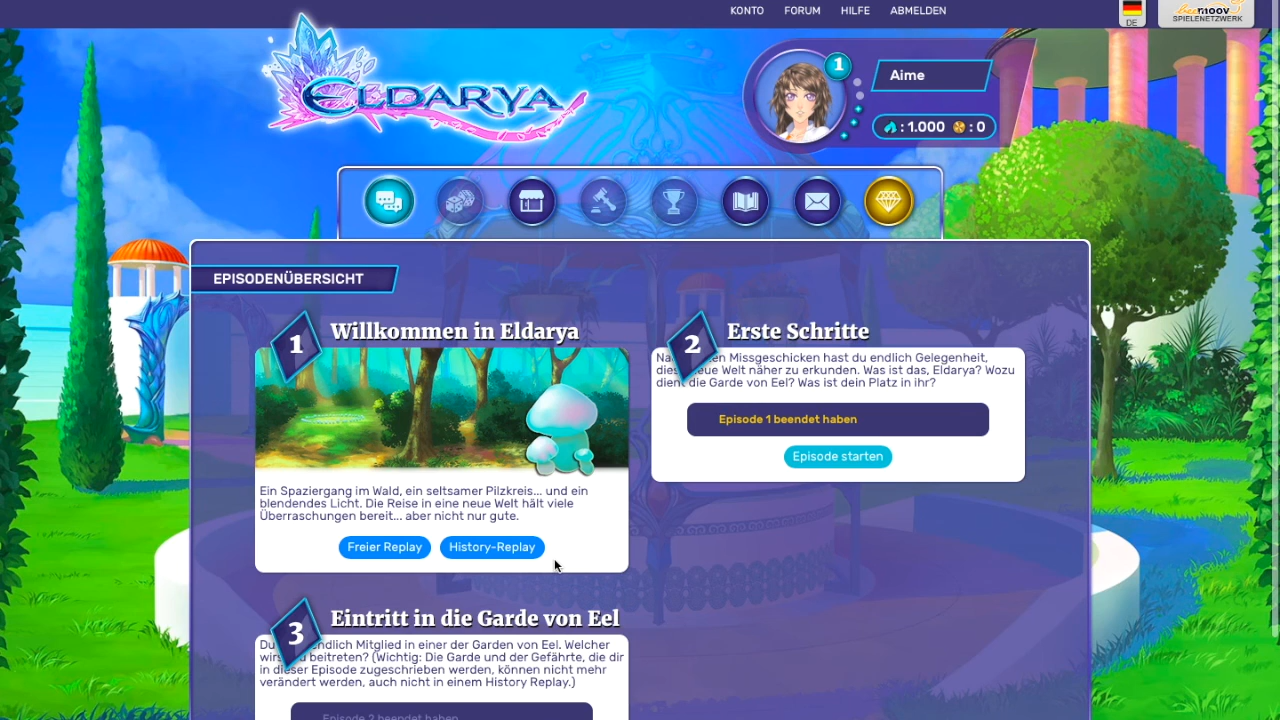 KONTO FORUM HILFE ABMELDEN
DE
beemoov
SPIELENETZWERK
ELDARYA
1
Aime
: 1.000 : 0
EPISODENÜBERSICHT
1 Willkommen in Eldarya
Ein Spaziergang im Wald, ein seltsamer Pilzkreis... und ein
blendendes Licht. Die Reise in eine neue Welt hält viele
Überraschungen bereit... aber nicht nur gute.
Freier Replay History-Replay
2 Erste Schritte
Missgeschicken hast du endlich Gelegenheit,
neue Welt näher zu erkunden. Was ist das, Eldarya? Wozu
dient die Garde von Eel? Was ist dein Platz in ihr?
Episode 1 beendet haben
Episode starten
3 Eintritt in die Garde von Eel
Du endlich Mitglied in einer der Garden von Eel. Welcher
beitreten? (Wichtig: Die Garde und der Gefährte, die dir
in dieser Episode zugeschrieben werden, können nicht mehr
verändert werden, auch nicht in einem History Replay.)
Episode 2 beendet haben